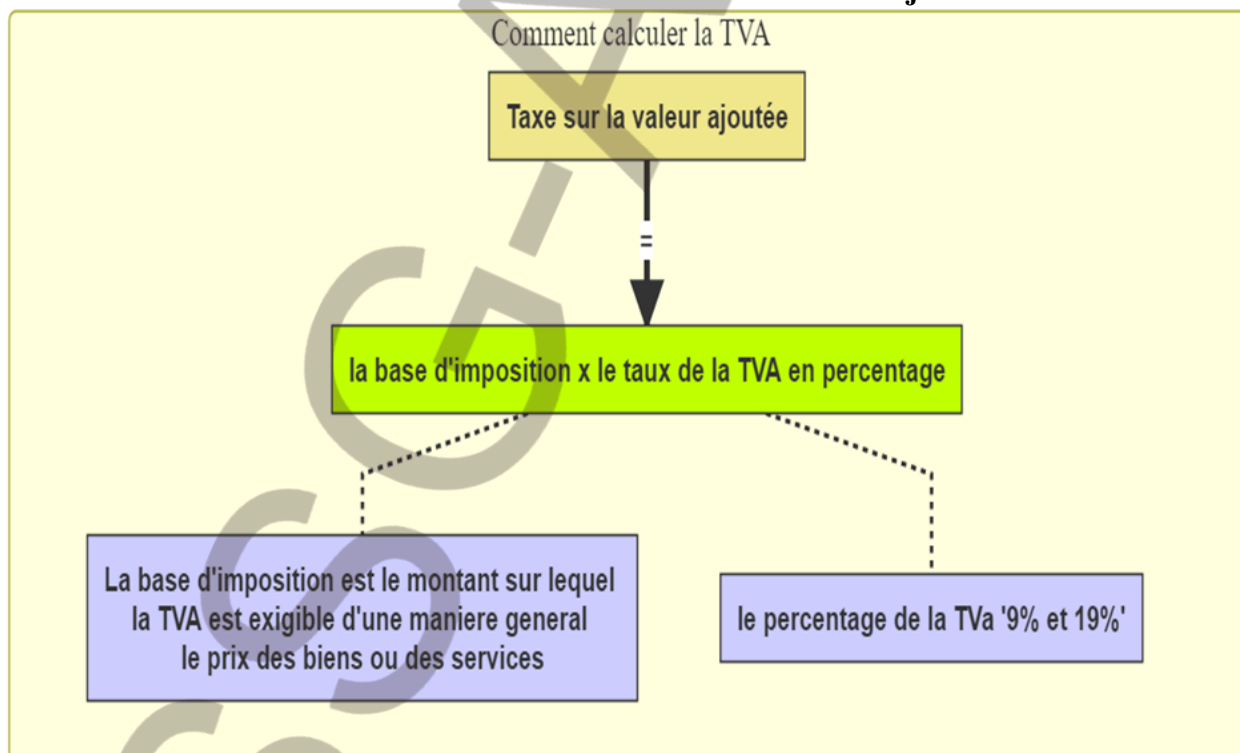 Comment calculer la TVA
Taxe sur la valeur ajoutée
=
la base d'imposition x le taux de la TVA en percentage
La base d'imposition est le montant sur lequel
la TVA est exigible d'une maniere general
le prix des biens ou des services
le percentage de la TVa '9% et 19%'